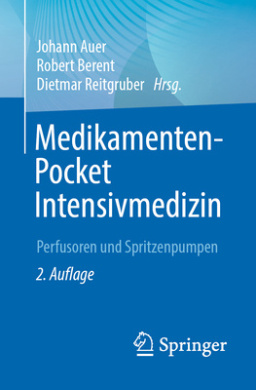 Johann Auer
Robert Berent
Dietmar Reitgruber Hrsg.
Medikamenten-
Pocket
Intensivmedizin
Perfusoren und Spritzenpumpen
2. Auflage
Springer